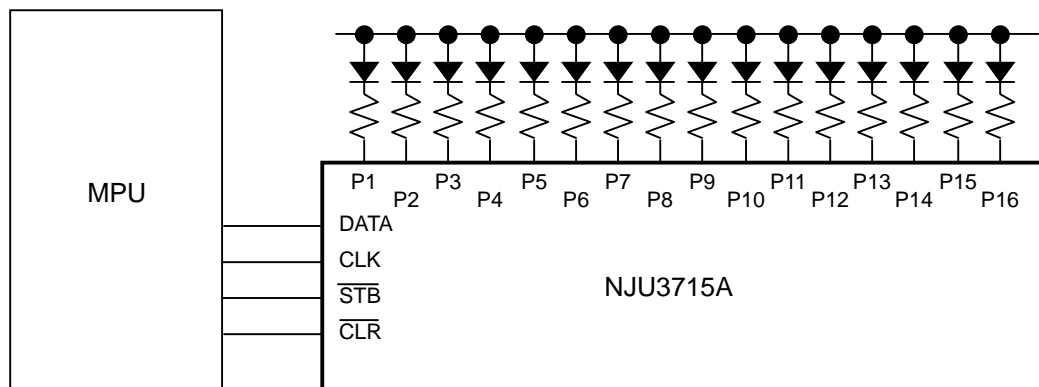 P1 P3 P5 P7 P9 P11 P13 P15
P2 P4 P6 P8 P10 P12 P14 P16
MPU
DATA
CLK
STB
CLR
NJU3715A